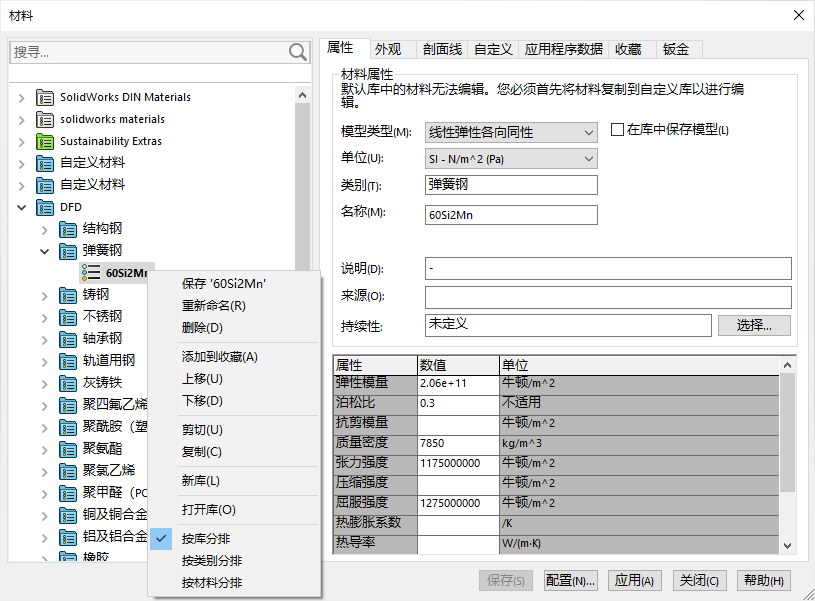 材料
搜寻...
SolidWorks DIN Materials
solidworks materials
Sustainability Extras
自定义材料
自定义材料
DFD
结构钢
弹簧钢
60Si2Mn
铸钢
不锈钢
轴承钢
轨道用钢
灰铸铁
聚四氟乙烯
聚酰胺（塑
聚氨酯
聚氯乙烯
聚甲醛（PO
铜及铜合金
铝及铝合金
橡胶
保存 '60Si2Mn'
重新命名(R)
删除(D)
添加到收藏(A)
上移(U)
下移(D)
剪切(U)
复制(C)
新库(L)
打开库(O)
按库分排
按类别分排
按材料分排
属性 外观 剖面线 自定义 应用程序数据 收藏 钣金
材料属性
默认库中的材料无法编辑。您必须首先将材料复制到自定义库以进行编
辑。
模型类型(M): 线性弹性各向同性 在库中保存模型(L)
单位(U): SI - N/m^2 (Pa)
类别(T): 弹簧钢
名称(M): 60Si2Mn
说明(D): -
来源(O):
持续性: 未定义 选择...
属性 数值 单位
弹性模量 2.06e+11 牛顿/m^2
泊松比 0.3 不适用
抗剪模量 牛顿/m^2
质量密度 7850 kg/m^3
张力强度 1175000000 牛顿/m^2
压缩强度 牛顿/m^2
屈服强度 1275000000 牛顿/m^2
热膨胀系数 /K
热导率 W/(m·K)
保存(S) 配置(N)... 应用(A) 关闭(C) 帮助(H)